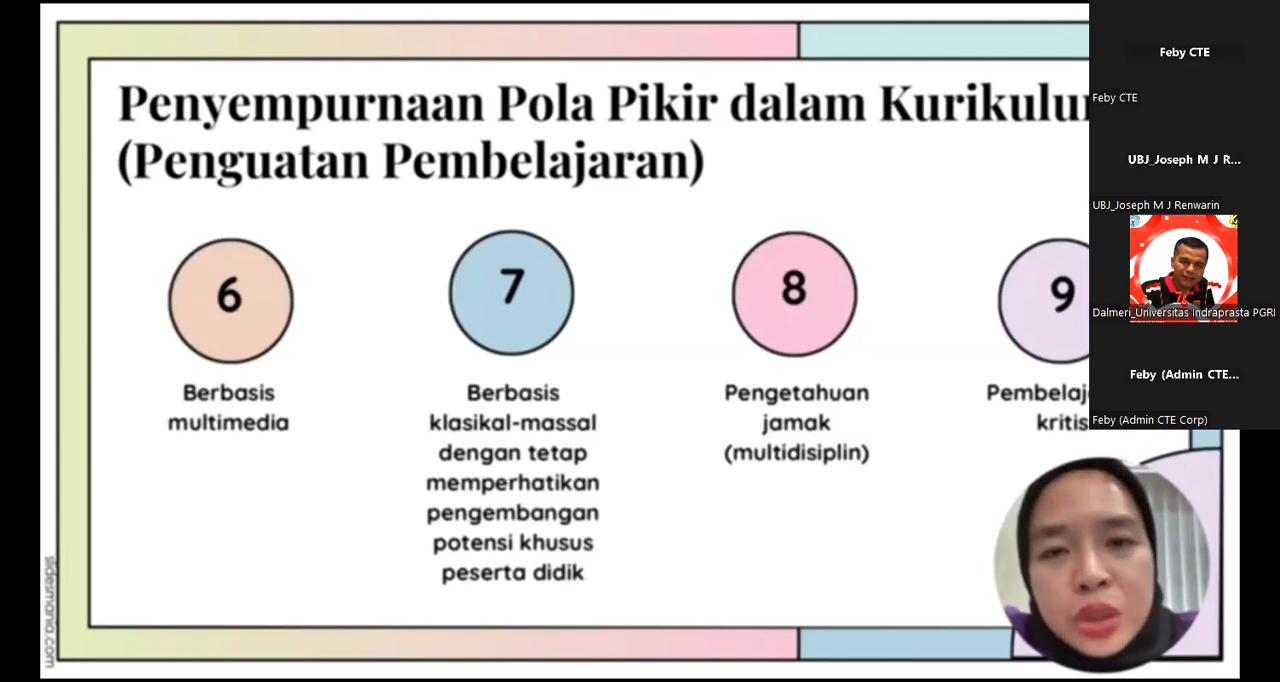 Penyempurnaan Pola Pikir dalam Kurikulu
(Penguatan Pembelajaran)
6
Berbasis
multimedia
7
Berbasis
klasikal-massal
dengan tetap
memperhatikan
pengembangan
potensi khusus
peserta didik
8
Pengetahuan
jamak
(multidisiplin)
9
Pembelaj
kritis
slidesmania.com
Feby CTE
Feby CTE
UBJ_Joseph M J R...
UBJ_Joseph M J Renwarin
Dalmeri_Universitas Indraprasta PGRI
Feby (Admin CTE...
Feby (Admin CTE Corp)